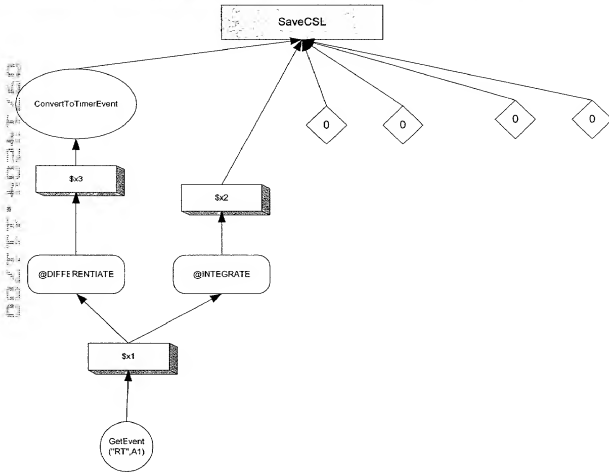 SaveCSL
ConvertToTimerEvent
0
0
0
0
$x3
$x2
@DIFFERENTIATE
@INTEGRATE
$x1
GetEvent
("RT",A1)